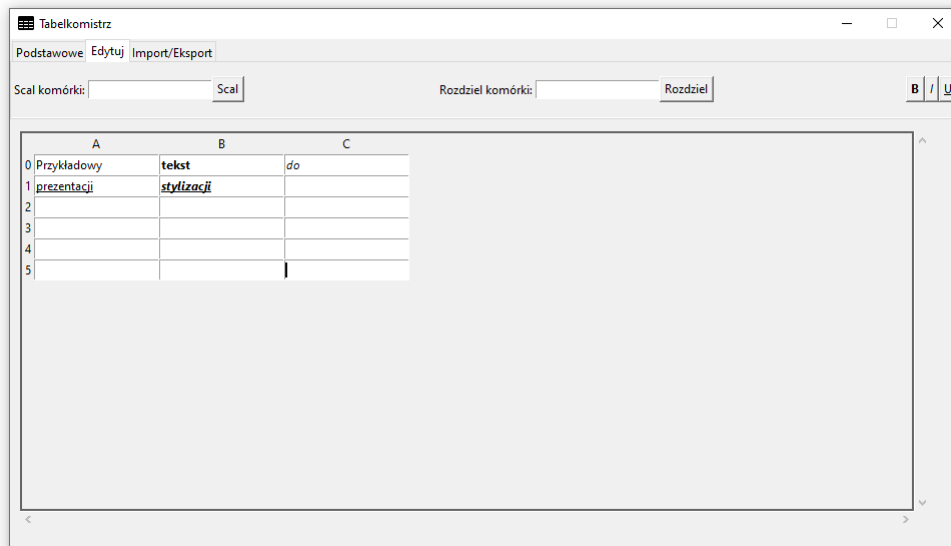 Tabelkomistrz
Podstawowe Edytuj Import/Eksport
Scal komórki: Scal Rozdziel komórki: Rozdziel B I U
A B C
0 Przykładowy tekst do
1 prezentacji stylizacji
2
3
4
5